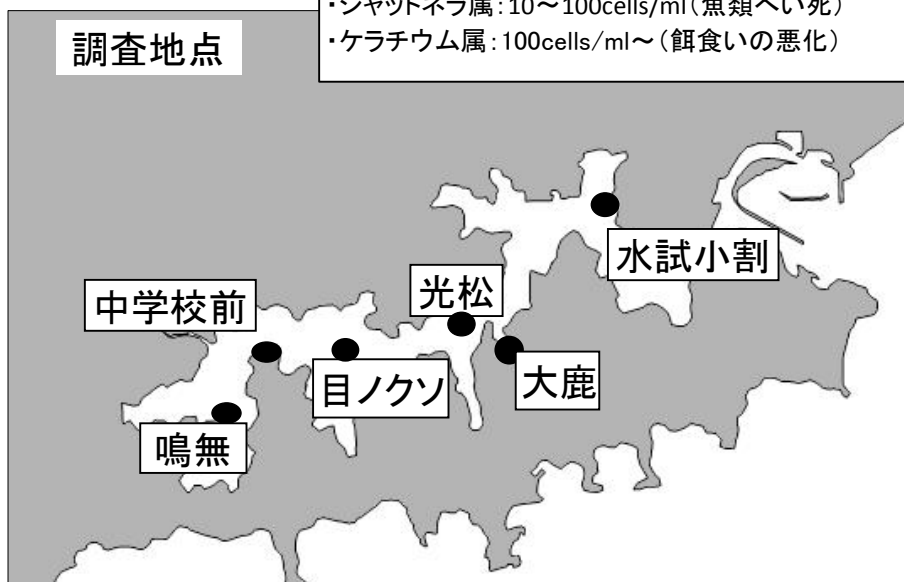 ・シャットネラ属：10～100cells/ml（魚類へい死）
・ケラチウム属：100cells/ml～（餌食いの悪化）
調査地点
水試小割
光松
中学校前
大鹿
目ノクソ
鳴無